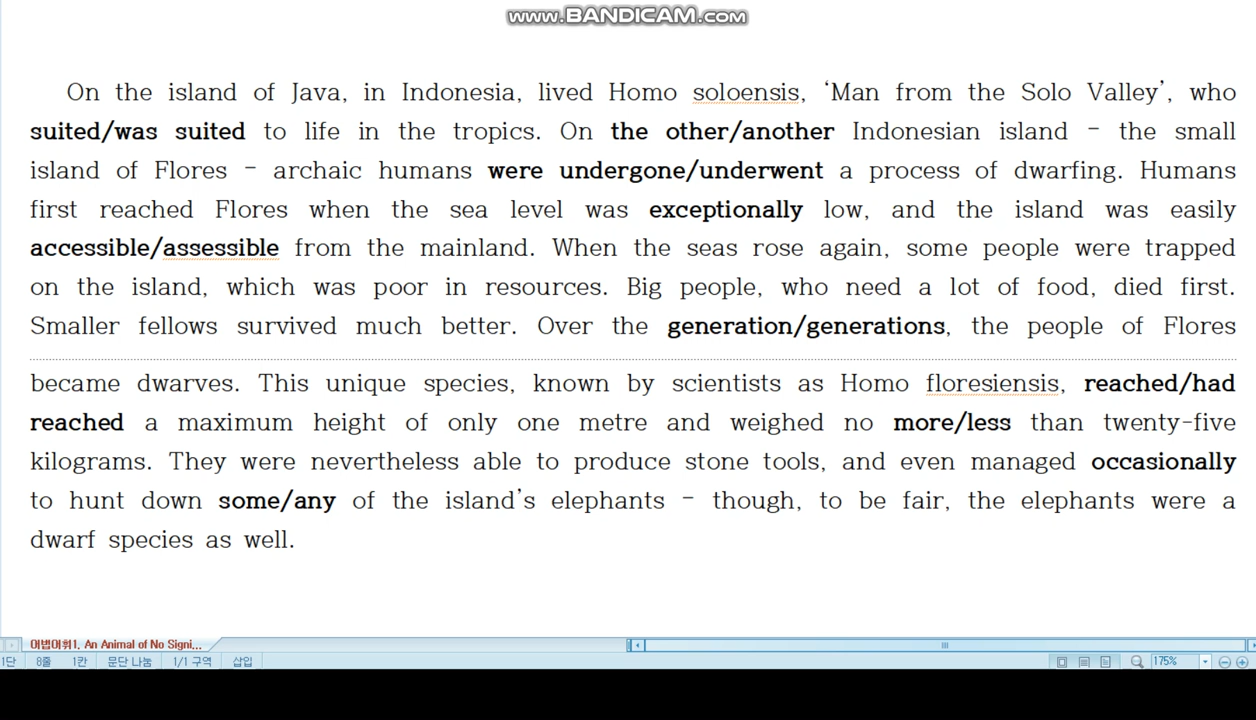 www.BANDICAM.com
On the island of Java, in Indonesia, lived Homo soloensis, ‘Man from the Solo Valley’, who
suited/was suited to life in the tropics. On the other/another Indonesian island - the small
island of Flores - archaic humans were undergone/underwent a process of dwarfing. Humans
first reached Flores when the sea level was exceptionally low, and the island was easily
accessible/assessible from the mainland. When the seas rose again, some people were trapped
on the island, which was poor in resources. Big people, who need a lot of food, died first.
Smaller fellows survived much better. Over the generation/generations, the people of Flores
became dwarves. This unique species, known by scientists as Homo floresiensis, reached/had
reached a maximum height of only one metre and weighed no more/less than twenty-five
kilograms. They were nevertheless able to produce stone tools, and even managed occasionally
to hunt down some/any of the island’s elephants - though, to be fair, the elephants were a
dwarf species as well.
어법어휘1. An Animal of No Signi...
1단 8줄 1칸 문단 나눔 1/1 구역 삽입 175%